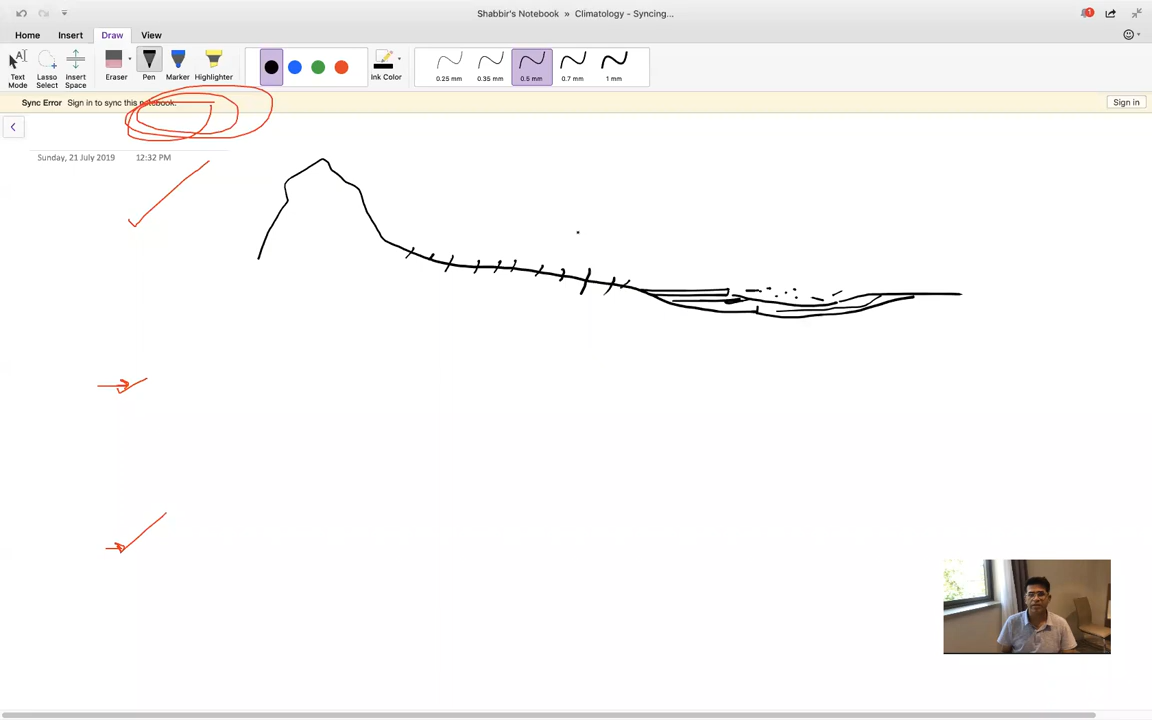 Shabbir's Notebook » Climatology - Syncing...
1
Home Insert Draw View
Text Mode
Lasso Select
Insert Space
Eraser
Pen
Marker
Highlighter
Ink Color
0.25 mm
0.35 mm
0.5 mm
0.7 mm
1 mm
Sync Error Sign in to sync this notebook.
Sign in
Sunday, 21 July 2019 12:32 PM